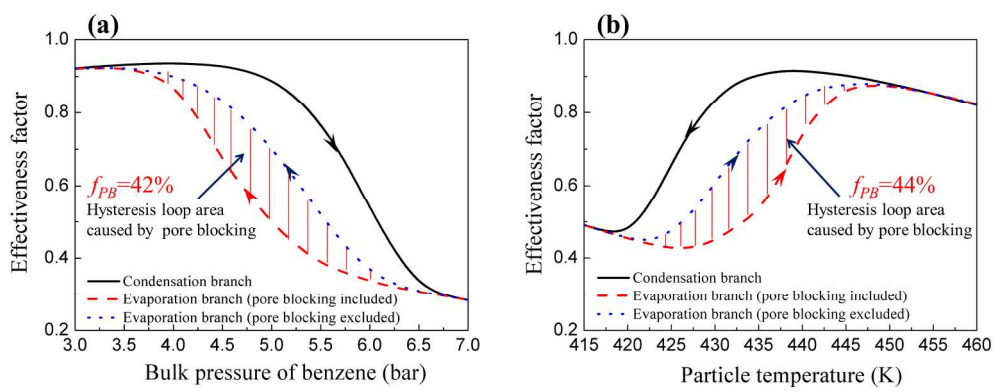 (a)
Effectiveness factor
1.0
0.8
0.6
0.4
0.2
f_PB=42%
Hysteresis loop area
caused by pore blocking
Condensation branch
Evaporation branch (pore blocking included)
Evaporation branch (pore blocking excluded)
3.0 3.5 4.0 4.5 5.0 5.5 6.0 6.5 7.0
Bulk pressure of benzene (bar)
(b)
Effectiveness factor
1.0
0.8
0.6
0.4
0.2
f_PB=44%
Hysteresis loop area
caused by pore blocking
Condensation branch
Evaporation branch (pore blocking included)
Evaporation branch (pore blocking excluded)
415 420 425 430 435 440 445 450 455 460
Particle temperature (K)